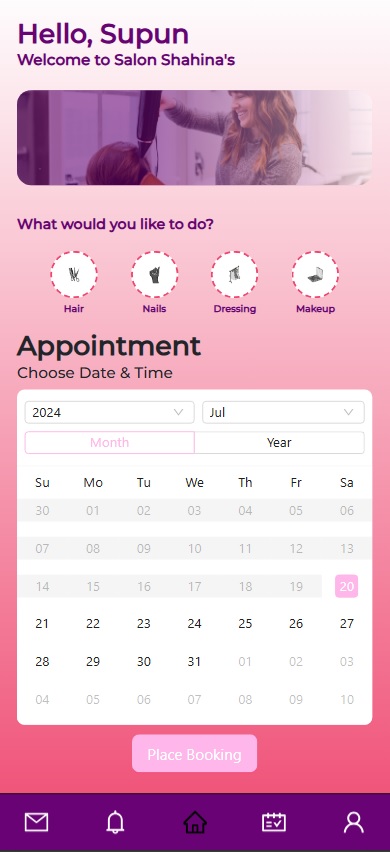 Hello, Supun
Welcome to Salon Shahina's
What would you like to do?
Hair Nails Dressing Makeup
Appointment
Choose Date & Time
2024 Jul
Month Year
Su Mo Tu We Th Fr Sa
30 01 02 03 04 05 06
07 08 09 10 11 12 13
14 15 16 17 18 19 20
21 22 23 24 25 26 27
28 29 30 31 01 02 03
04 05 06 07 08 09 10
Place Booking